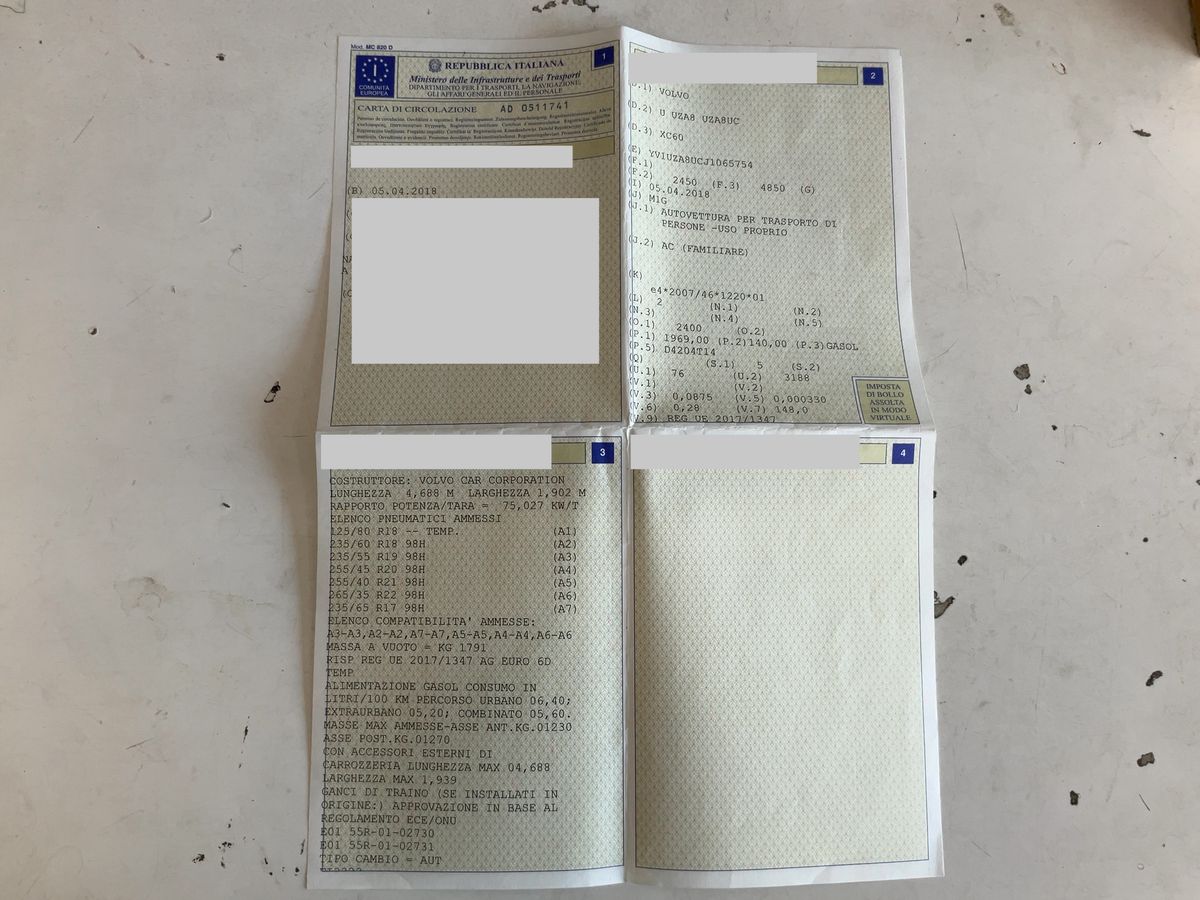 Mod. MC 820 D
1
COMUNITÀ
EUROPEA
I
REPUBBLICA ITALIANA
Ministero delle Infrastrutture e dei Trasporti
DIPARTIMENTO PER I TRASPORTI, LA NAVIGAZIONE,
GLI AFFARI GENERALI ED IL PERSONALE
CARTA DI CIRCOLAZIONE AD 0511741
(B) 05.04.2018
2
VOLVO
(D.2) U UZA8 UZA8UC
(D.3) XC60
(E) YV1UZA8UCJ1065754
(F.1)
(F.2) 2450 (F.3) 4850 (G)
(I) 05.04.2018
(J) M1G
(J.1) AUTOVETTURA PER TRASPORTO DI
PERSONE -USO PROPRIO
(J.2) AC (FAMILIARE)
(K)
e4*2007/46*1220*01
(L) 2 (N.1) (N.2)
(N.3) (N.4) (N.5)
(O.1) 2400 (O.2)
(P.1) 1969,00 (P.2)140,00 (P.3)GASOL
(P.5) D4204T14
(Q) (S.1) 5 (S.2)
(U.1) 76 (U.2) 3188
(V.1) (V.2)
(V.3) 0,0875 (V.5) 0,000330
(V.6) 0,28 (V.7) 148,0
(V.9) REG UE 2017/1347
IMPOSTA
DI BOLLO
ASSOLTA
IN MODO
VIRTUALE
3
COSTRUTTORE: VOLVO CAR CORPORATION
LUNGHEZZA 4,688 M LARGHEZZA 1,902 M
RAPPORTO POTENZA/TARA = 75,027 KW/T
ELENCO PNEUMATICI AMMESSI
125/80 R18 -- TEMP. (A1)
235/60 R18 98H (A2)
235/55 R19 98H (A3)
255/45 R20 98H (A4)
255/40 R21 98H (A5)
265/35 R22 98H (A6)
235/65 R17 98H (A7)
ELENCO COMPATIBILITA' AMMESSE:
A3-A3,A2-A2,A7-A7,A5-A5,A4-A4,A6-A6
MASSA A VUOTO = KG 1791
RISP REG UE 2017/1347 AG EURO 6D
TEMP
ALIMENTAZIONE GASOL CONSUMO IN
LITRI/100 KM PERCORSO URBANO 06,40;
EXTRAURBANO 05,20; COMBINATO 05,60.
MASSE MAX AMMESSE-ASSE ANT.KG.01230
ASSE POST.KG.01270
CON ACCESSORI ESTERNI DI
CARROZZERIA LUNGHEZZA MAX 04,688
LARGHEZZA MAX 1,939
GANCI DI TRAINO (SE INSTALLATI IN
ORIGINE:) APPROVAZIONE IN BASE AL
REGOLAMENTO ECE/ONU
E01 55R-01-02730
E01 55R-01-02731
TIPO CAMBIO = AUT
4